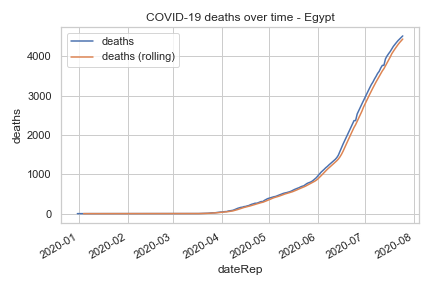 COVID-19 deaths over time - Egypt
deaths
deaths (rolling)
4000
3000
2000
1000
0
deaths
2020-01
2020-02
2020-03
2020-04
2020-05
2020-06
2020-07
2020-08
dateRep